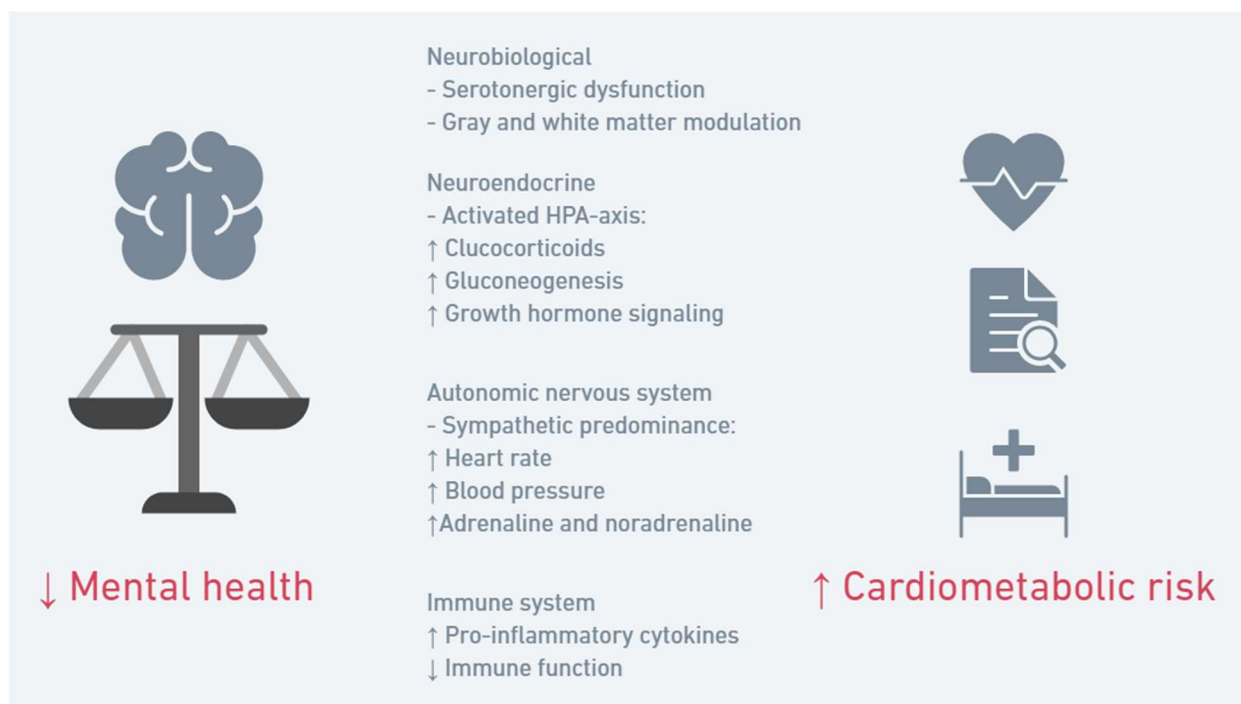 Neurobiological
- Serotonergic dysfunction
- Gray and white matter modulation
Neuroendocrine
- Activated HPA-axis:
↑ Clucocorticoids
↑ Gluconeogenesis
↑ Growth hormone signaling
Autonomic nervous system
- Sympathetic predominance:
↑ Heart rate
↑ Blood pressure
↑Adrenaline and noradrenaline
↓ Mental health
↑ Cardiometabolic risk
Immune system
↑ Pro-inflammatory cytokines
↓ Immune function